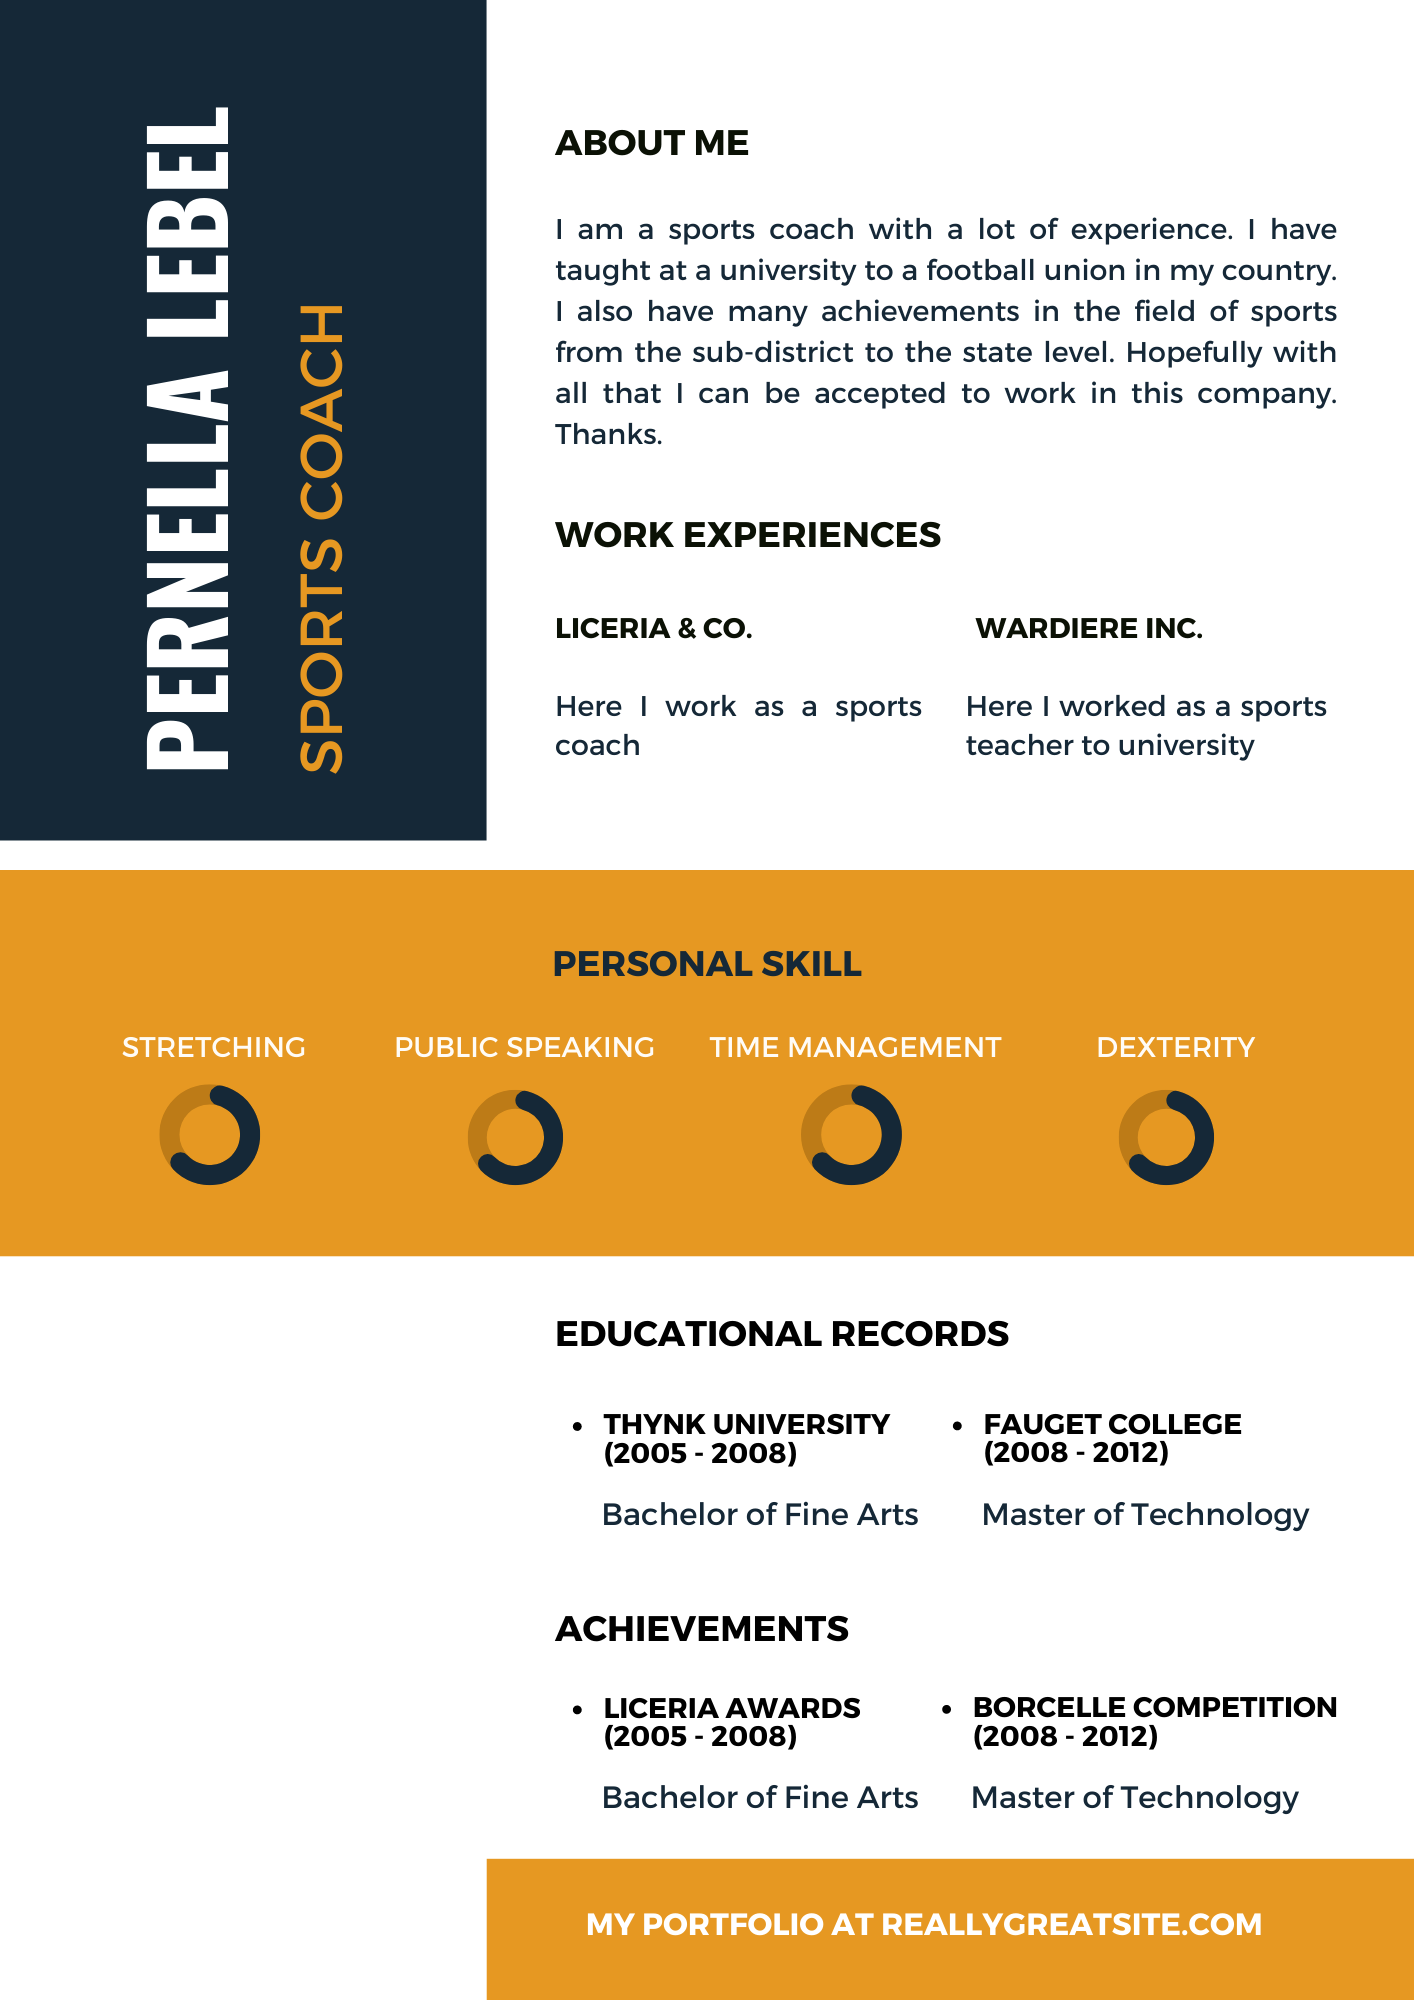 PERNELLA LEBEL
SPORTS COACH
ABOUT ME
I am a sports coach with a lot of experience. I have
taught at a university to a football union in my country.
I also have many achievements in the field of sports
from the sub-district to the state level. Hopefully with
all that I can be accepted to work in this company.
Thanks.
WORK EXPERIENCES
LICERIA & CO.
Here I work as a sports
coach
WARDIERE INC.
Here I worked as a sports
teacher to university
PERSONAL SKILL
STRETCHING
PUBLIC SPEAKING
TIME MANAGEMENT
DEXTERITY
EDUCATIONAL RECORDS
• THYNK UNIVERSITY
(2005 - 2008)
Bachelor of Fine Arts
• FAUGET COLLEGE
(2008 - 2012)
Master of Technology
ACHIEVEMENTS
• LICERIA AWARDS
(2005 - 2008)
Bachelor of Fine Arts
• BORCELLE COMPETITION
(2008 - 2012)
Master of Technology
MY PORTFOLIO AT REALLYGREATSITE.COM